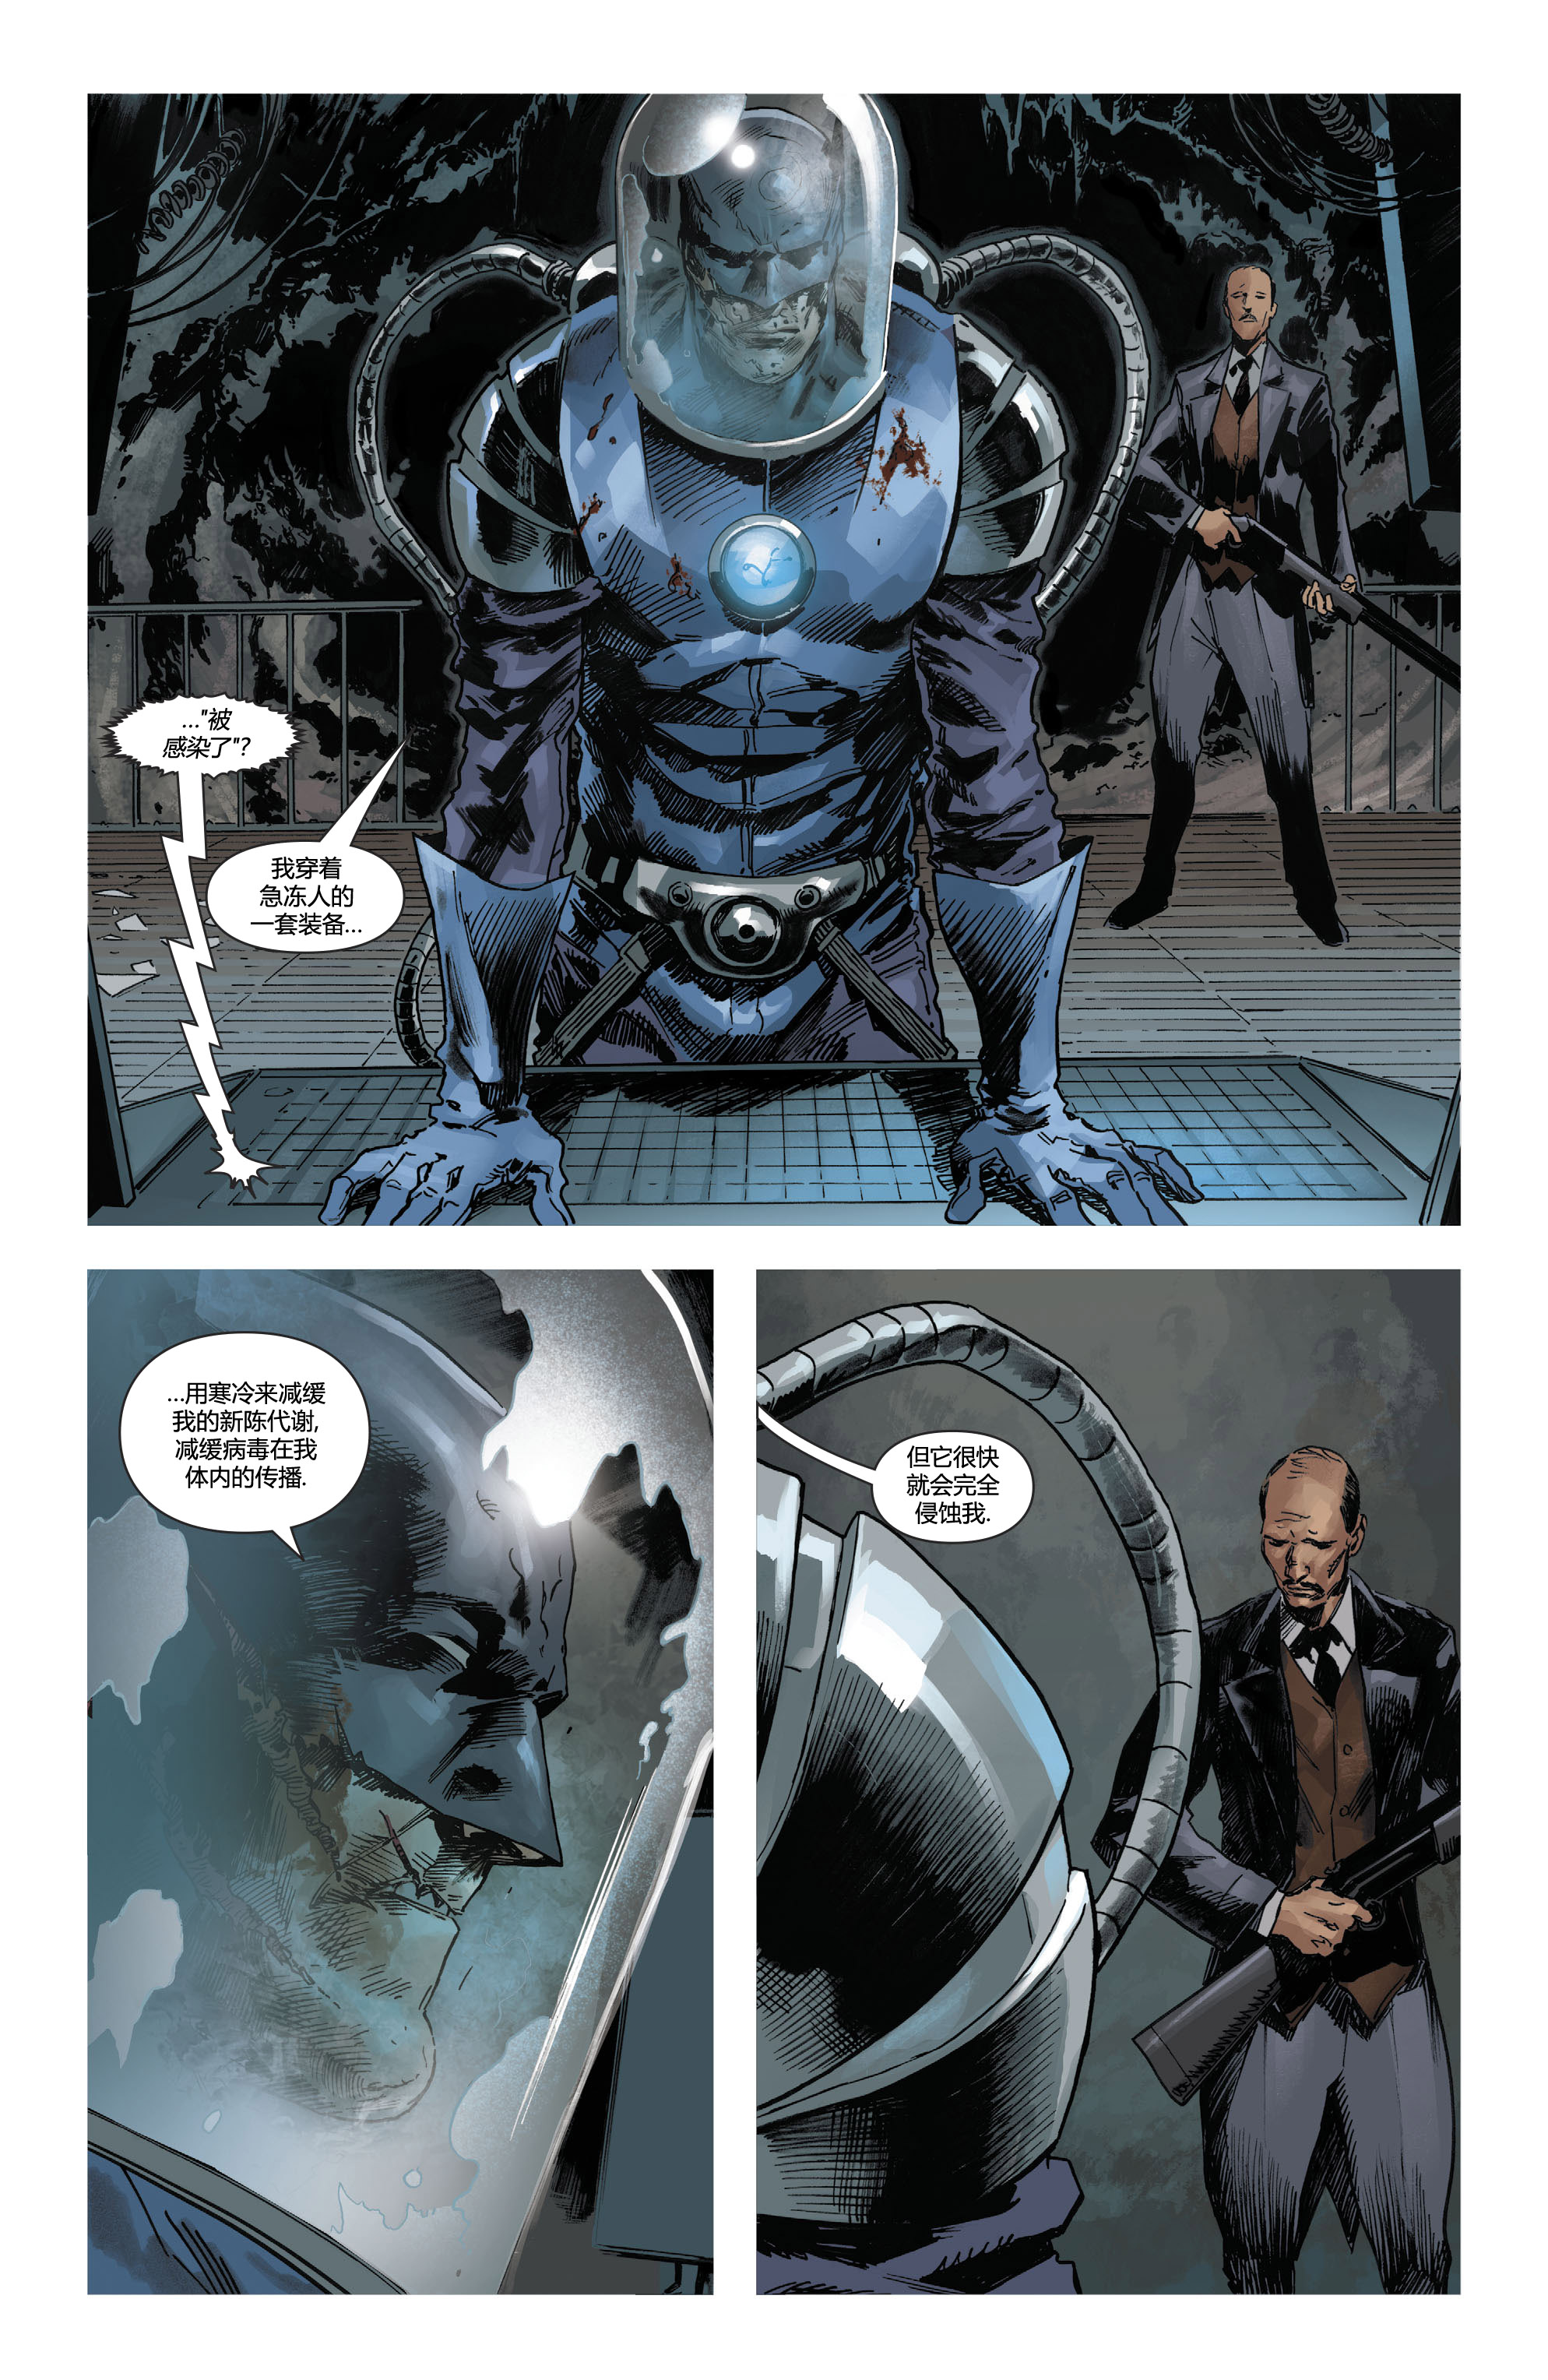 …"被
感染了"?
我穿着
急冻人的
一套装备…
…用寒冷来减缓
我的新陈代谢,
减缓病毒在我
体内的传播.
但它很快
就会完全
侵蚀我.